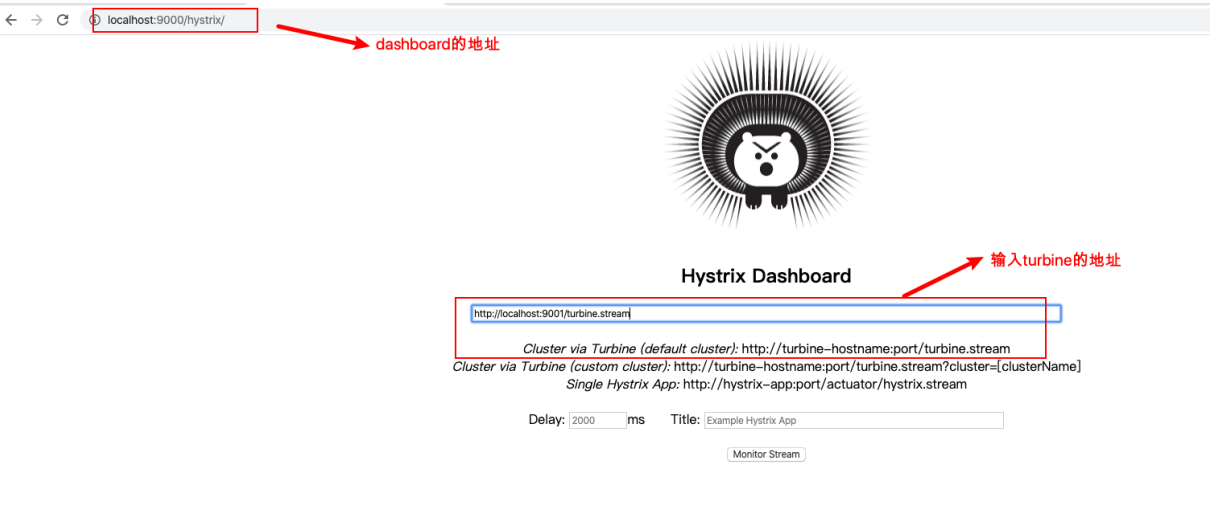 localhost:9000/hystrix/
dashboard的地址
输入turbine的地址
Hystrix Dashboard
http://localhost:9001/turbine.stream
Cluster via Turbine (default cluster): http://turbine-hostname:port/turbine.stream
Cluster via Turbine (custom cluster): http://turbine-hostname:port/turbine.stream?cluster=[clusterName]
Single Hystrix App: http://hystrix-app:port/actuator/hystrix.stream
Delay: 2000 ms Title: Example Hystrix App
Monitor Stream